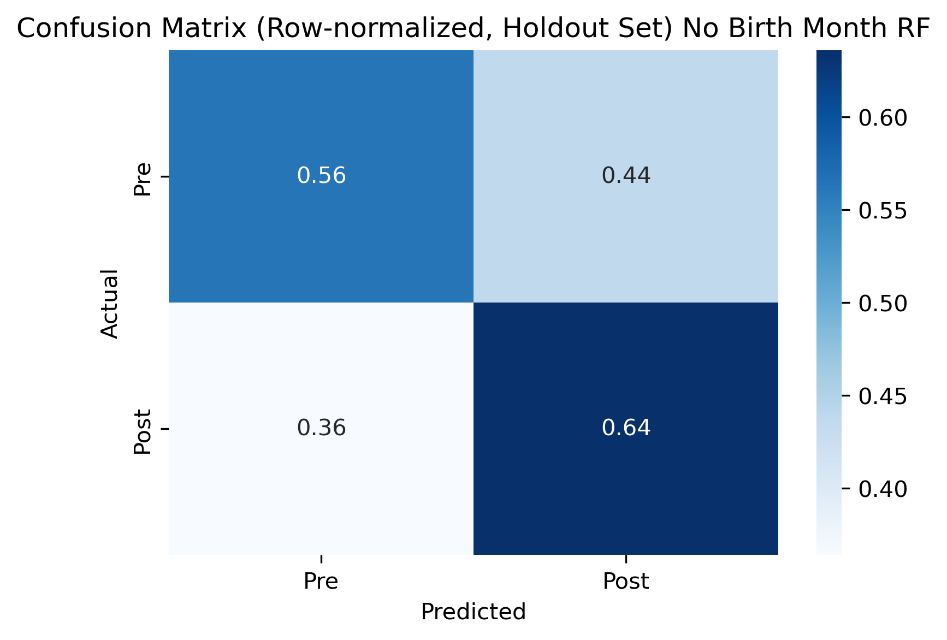 Confusion Matrix (Row-normalized, Holdout Set) No Birth Month RF
Actual
Pre
0.56
0.44
Post
0.36
0.64
Pre
Post
Predicted
0.60
0.55
0.50
0.45
0.40